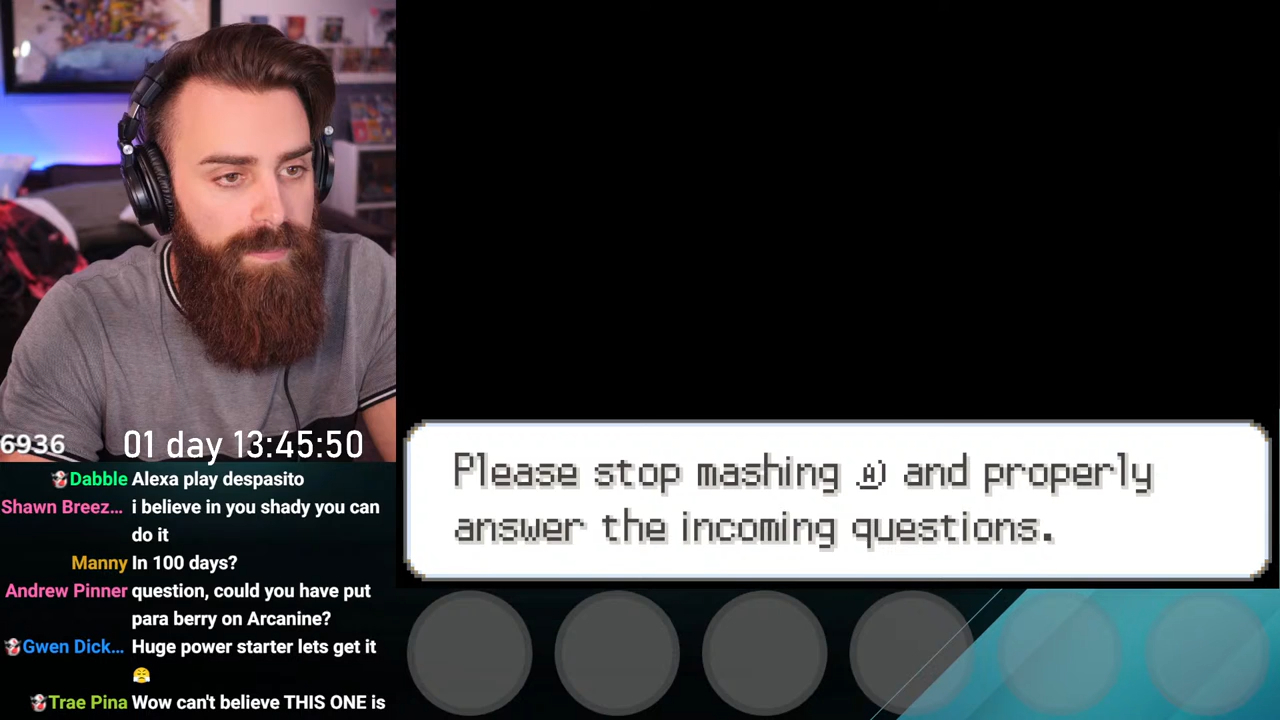 6936 01 day 13:45:50
Dabble Alexa play despasito
Shawn Breez... i believe in you shady you can
do it
Manny In 100 days?
Andrew Pinner question, could you have put
para berry on Arcanine?
Gwen Dick... Huge power starter lets get it
Trae Pina Wow can't believe THIS ONE is
Please stop mashing A and properly
answer the incoming questions.